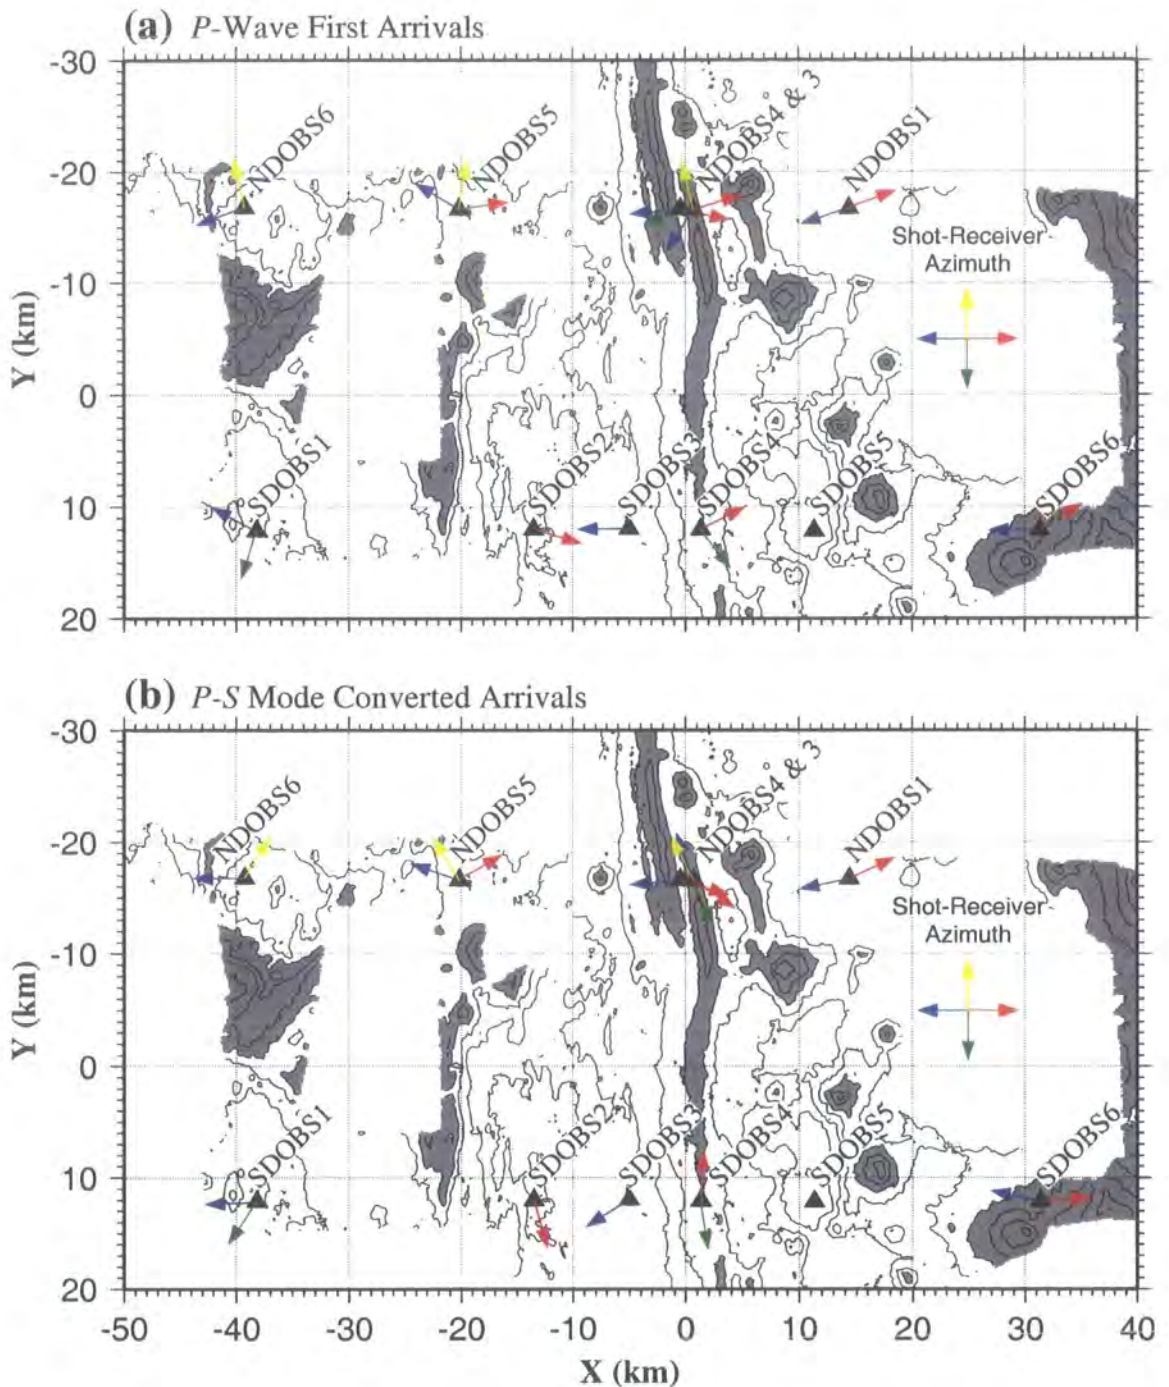 (a) P-Wave First Arrivals
-30
-20
-10
0
10
20
Y (km)
NDOBS6
NDOBS5
NDOBS4 & 3
NDOBS1
Shot-Receiver
Azimuth
SDOBS1
SDOBS2
SDOBS3
SDOBS4
SDOBS5
SDOBS6
(b) P-S Mode Converted Arrivals
-30
-20
-10
0
10
20
Y (km)
NDOBS6
NDOBS5
NDOBS4 & 3
NDOBS1
Shot-Receiver
Azimuth
SDOBS1
SDOBS2
SDOBS3
SDOBS4
SDOBS5
SDOBS6
-50 -40 -30 -20 -10 0 10 20 30 40
X (km)